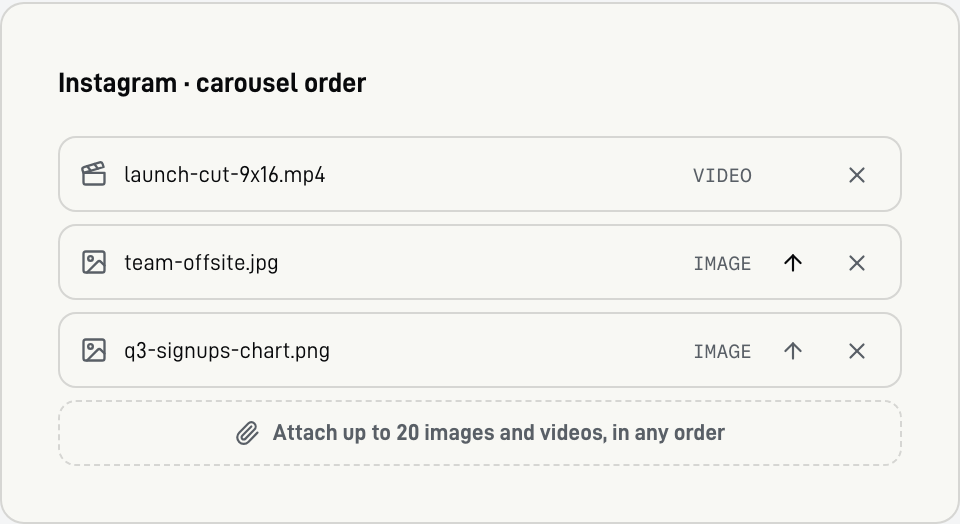 Instagram · carousel order
launch-cut-9x16.mp4 VIDEO
team-offsite.jpg IMAGE
q3-signups-chart.png IMAGE
Attach up to 20 images and videos, in any order